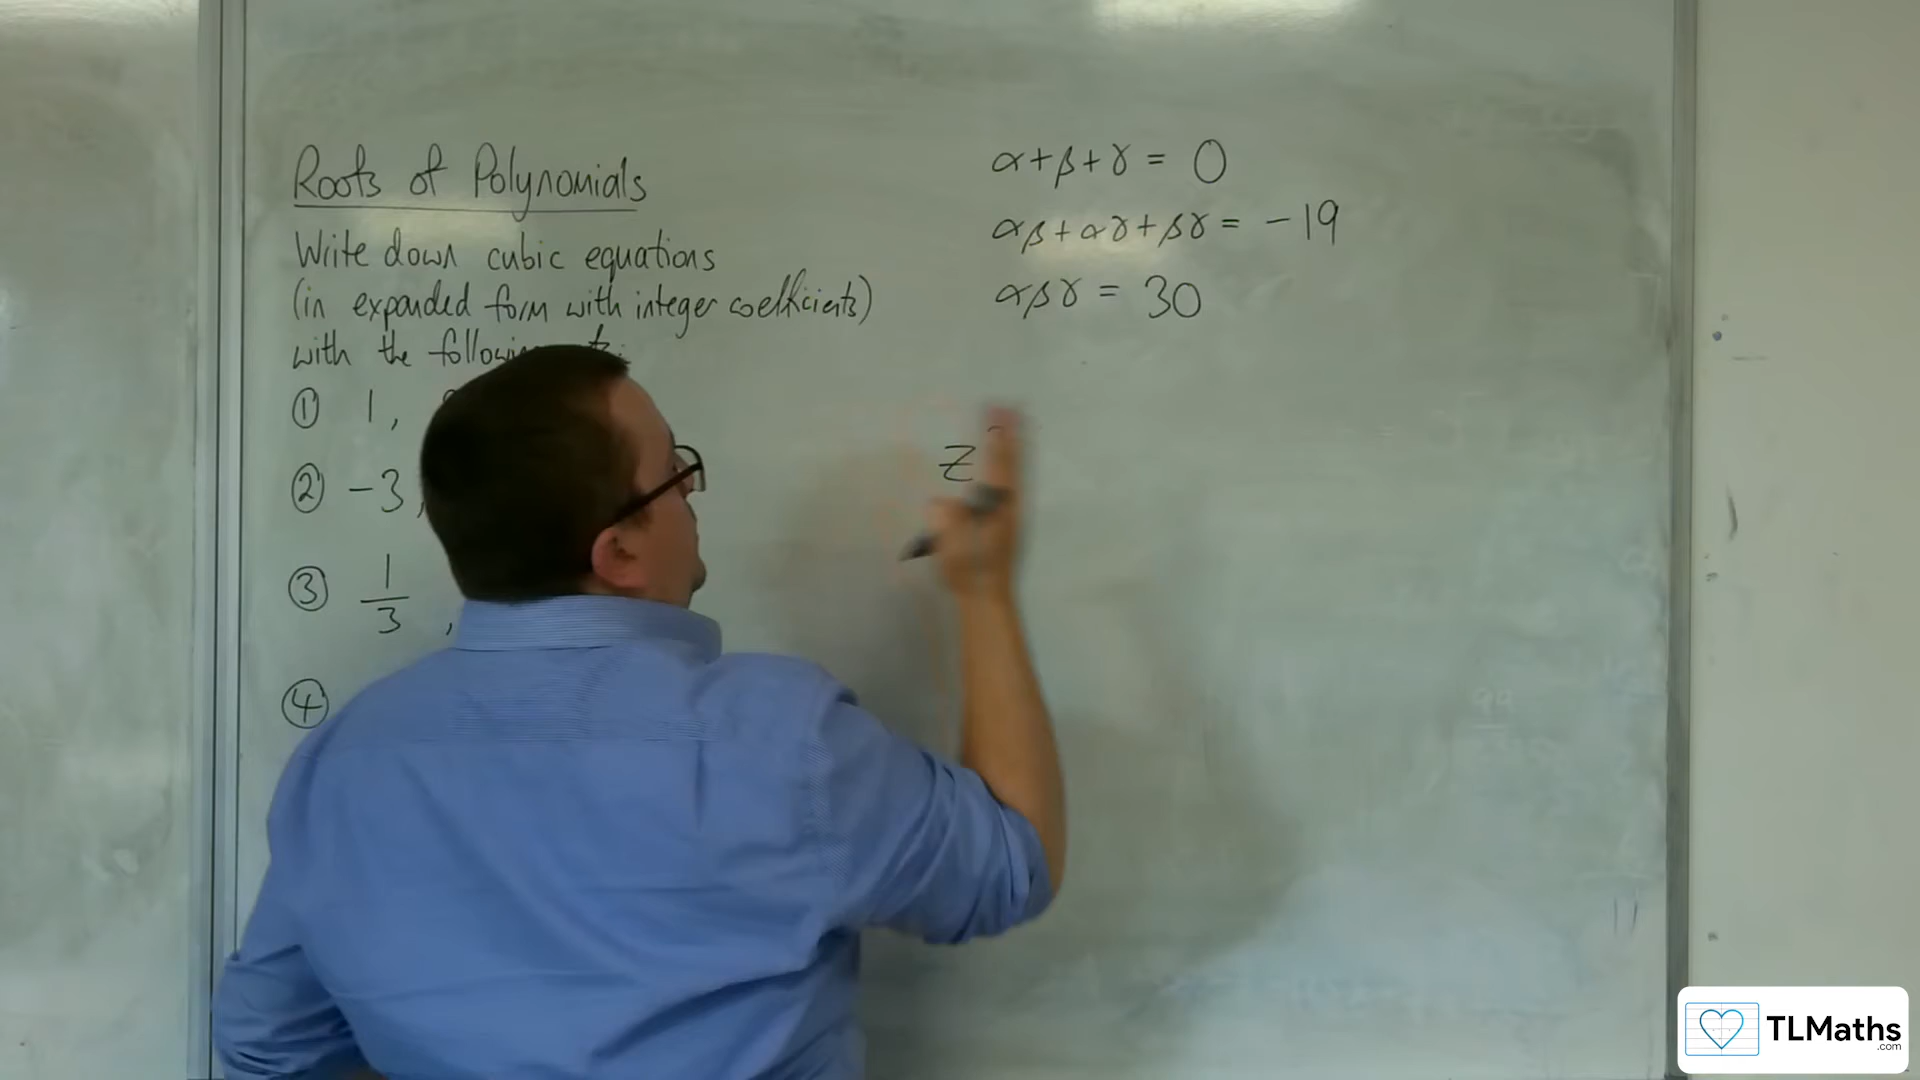 Roots of Polynomials
Write down cubic equations
(in expanded form with integer coefficients)
with the
① 1,
② -3,
③ 1/3 ,
④
α+β+γ = 0
αβ+αγ+βγ = -19
αβγ = 30
z
TLMaths
.com